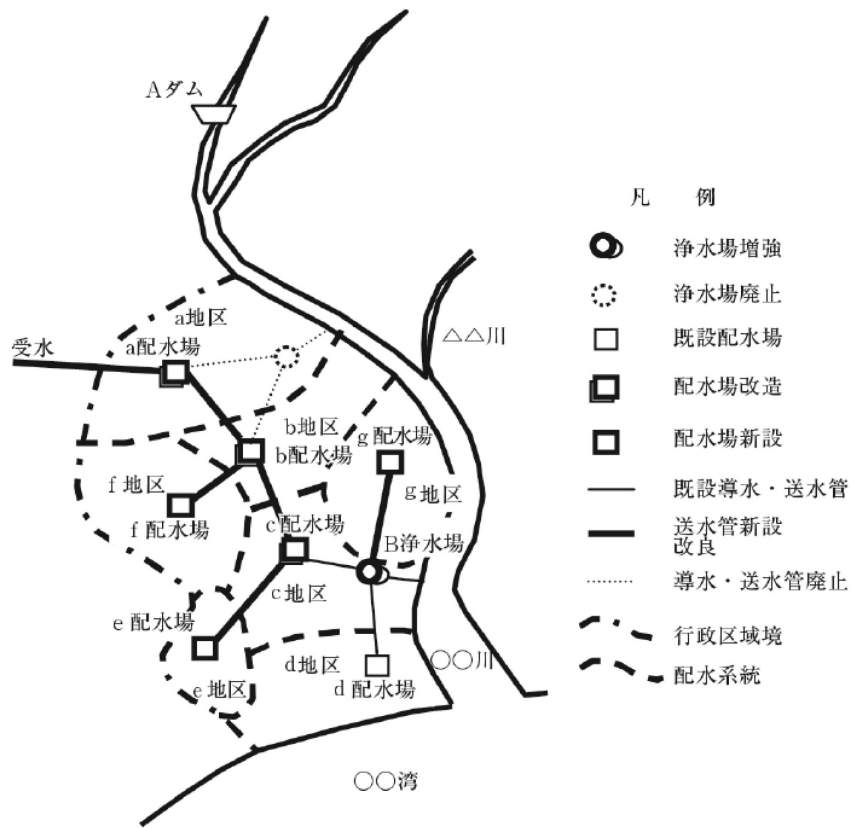 Aダム
凡 例
浄水場増強
浄水場廃止
既設配水場
配水場改造
配水場新設
既設導水・送水管
送水管新設
改良
導水・送水管廃止
行政区域境
配水系統
a地区
受水
a配水場
△△川
b地区
g配水場
b配水場
f地区
g地区
f配水場
c配水場
B浄水場
c地区
e配水場
d地区
○○川
e地区
d配水場
○○湾